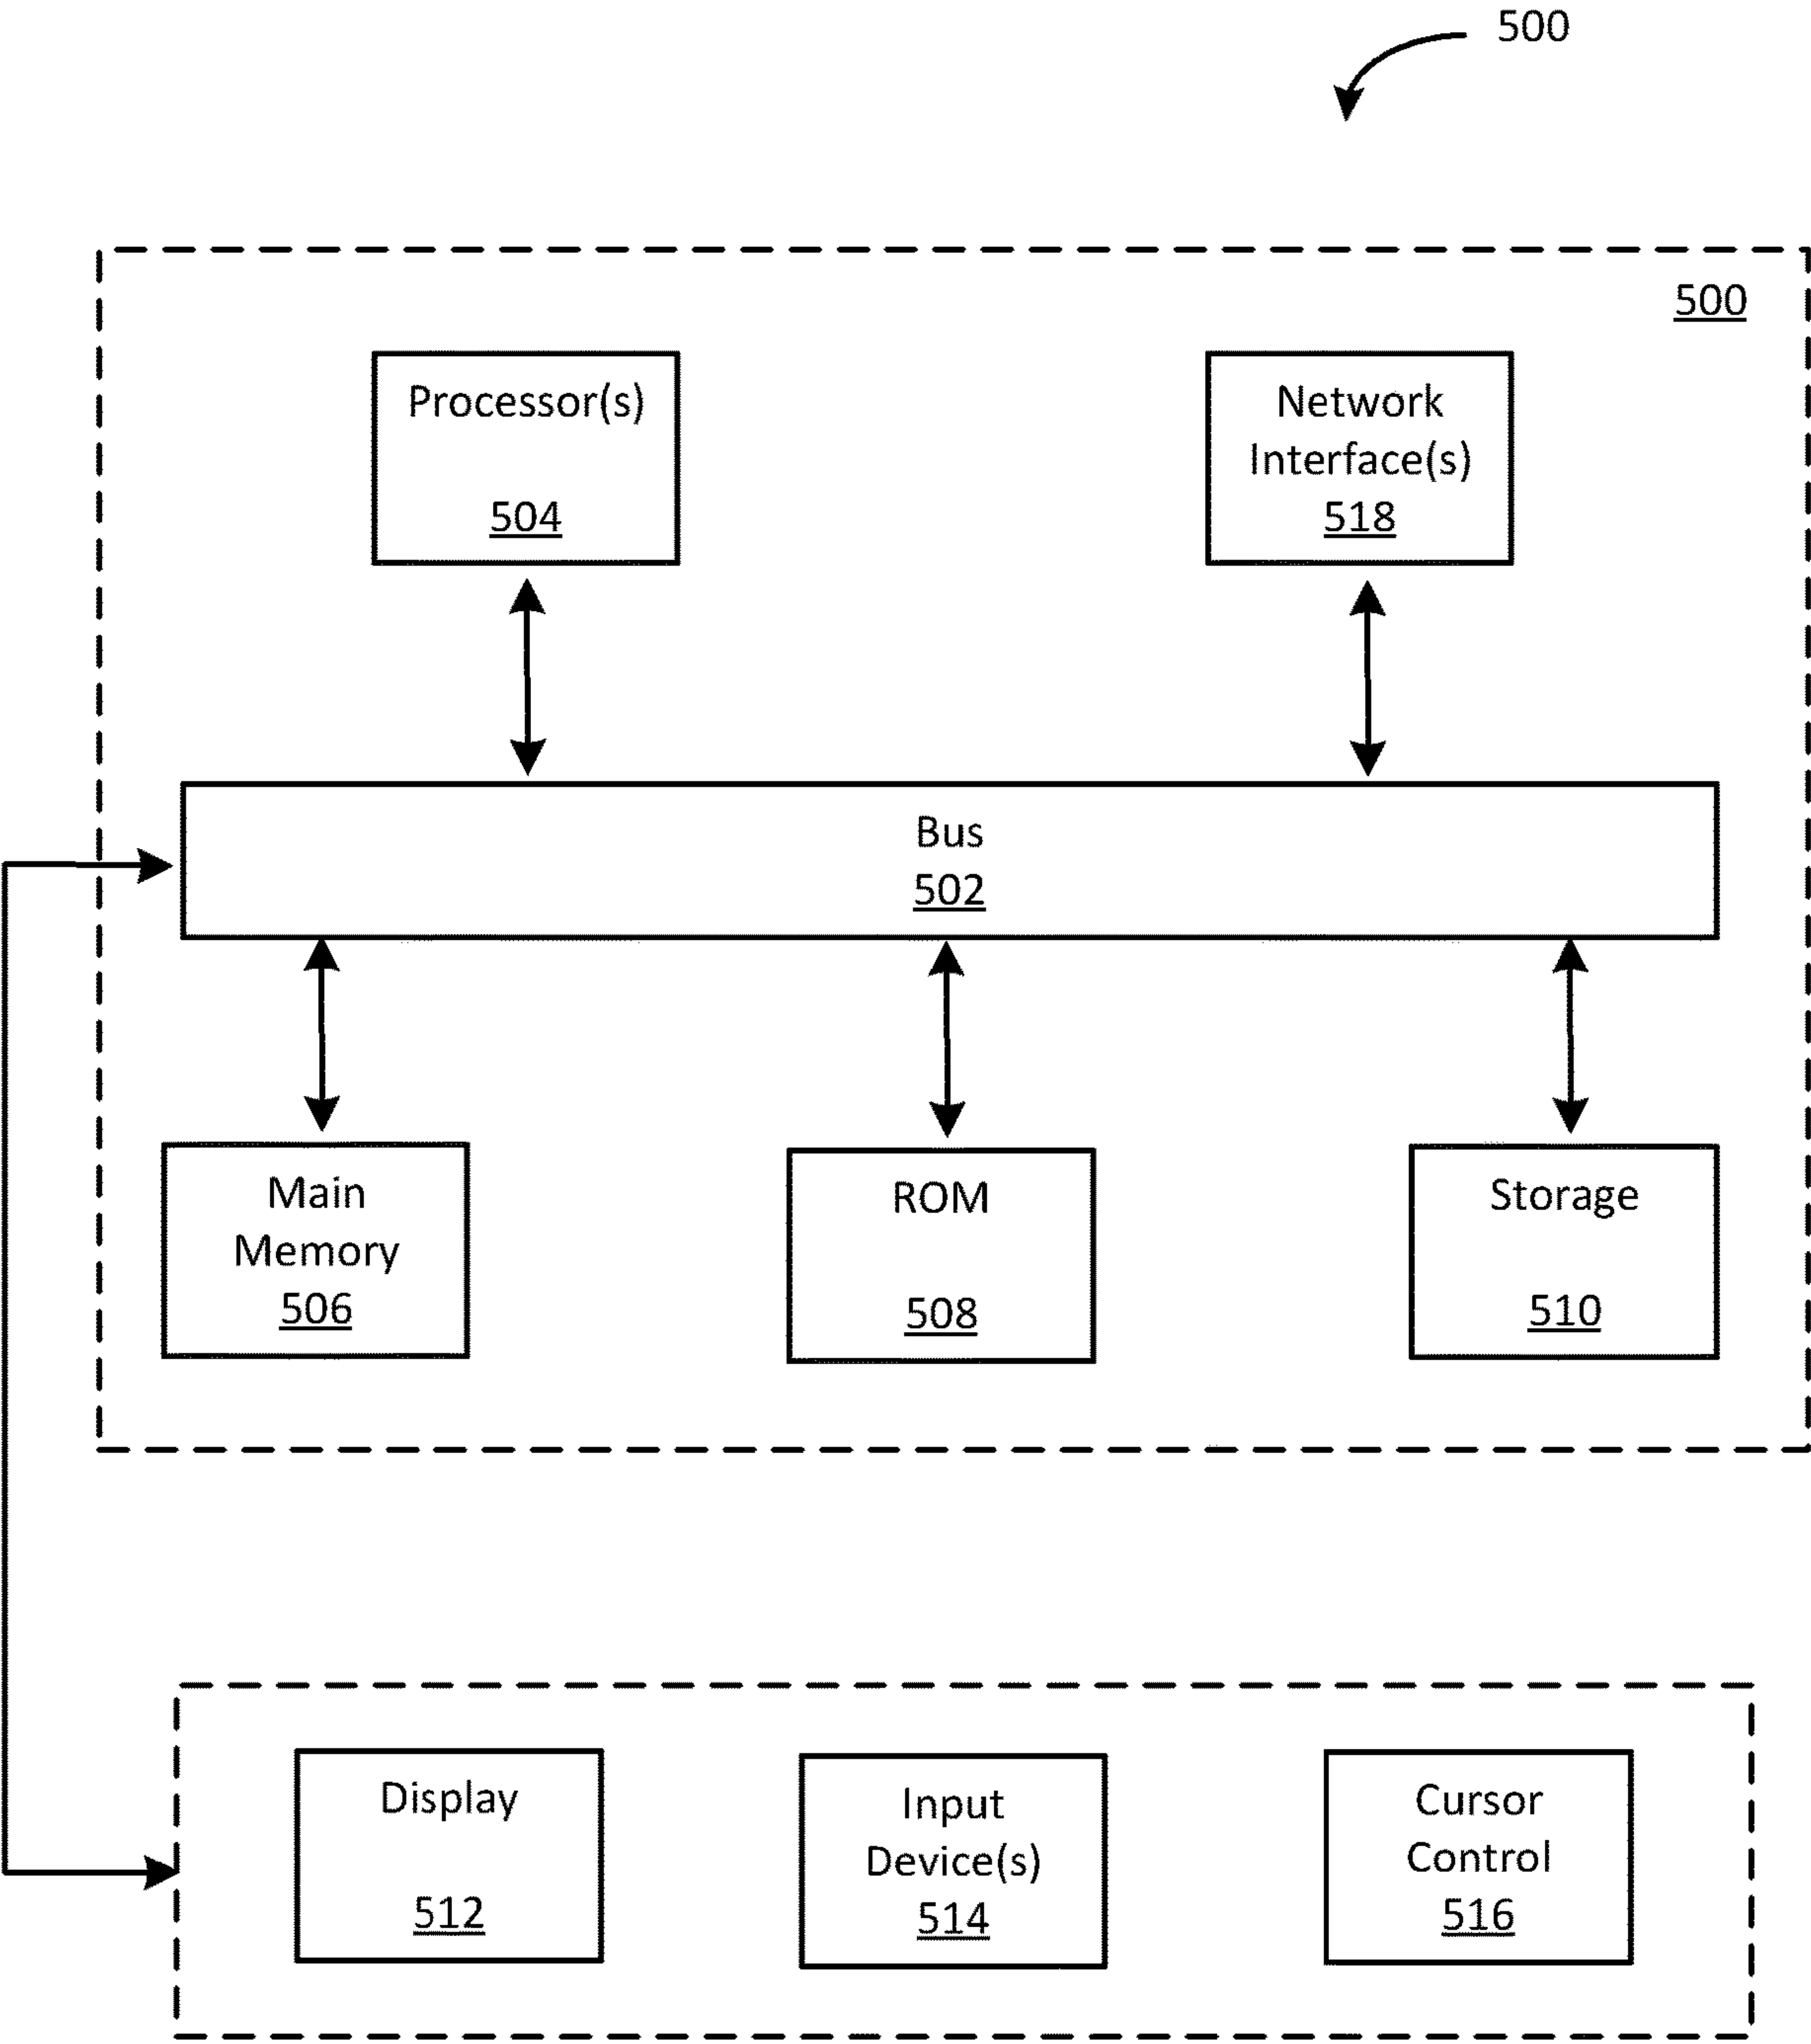 500
500
Processor(s)
504
Network
Interface(s)
518
Bus
502
Main
Memory
506
ROM
508
Storage
510
Display
512
Input
Device(s)
514
Cursor
Control
516